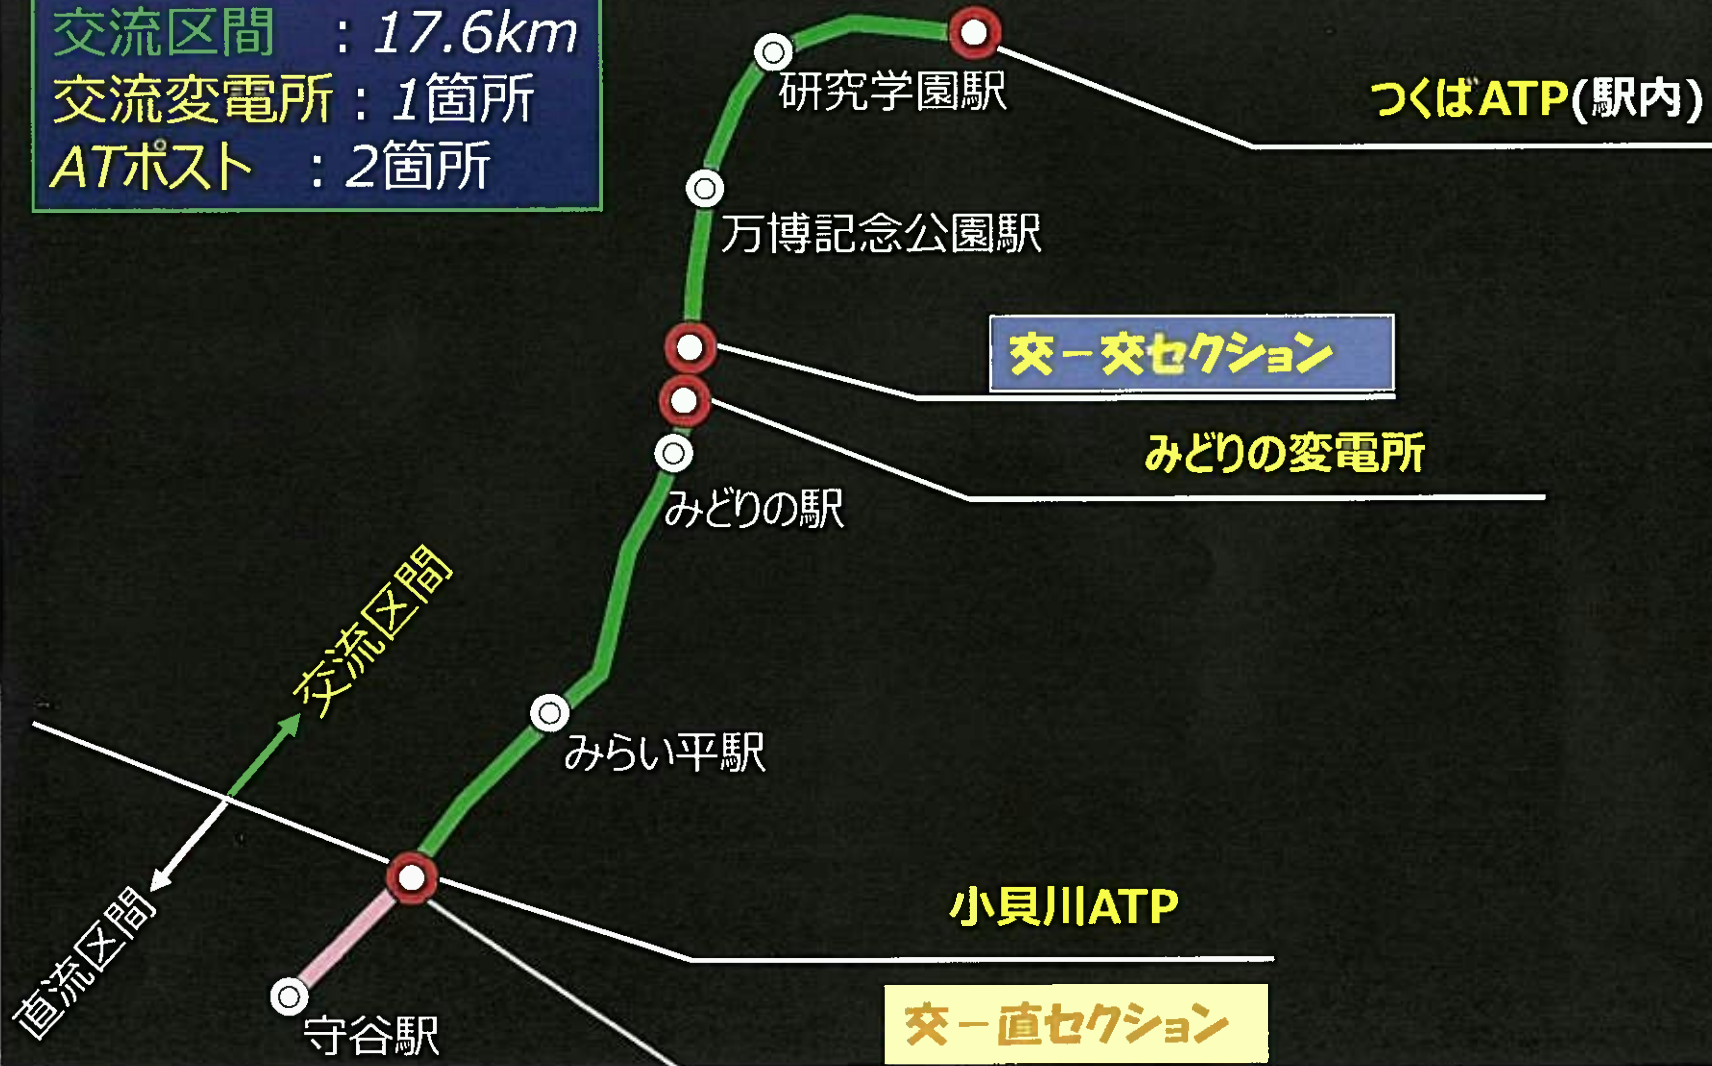 交流区間 : 17.6km
交流変電所 : 1箇所
ATポスト : 2箇所
研究学園駅
つくばATP(駅内)
万博記念公園駅
交－交セクション
みどりの変電所
みどりの駅
交流区間
みらい平駅
直流区間
小貝川ATP
交－直セクション
守谷駅